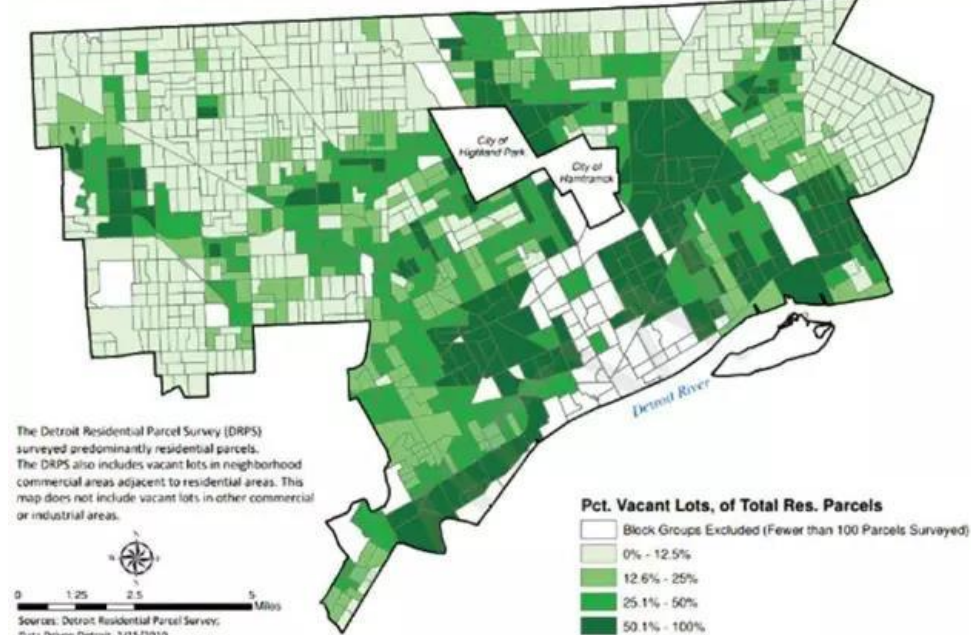 City of
Highland Park
City of
Hamtramck
Detroit River
The Detroit Residential Parcel Survey (DRPS)
surveyed predominantly residential parcels.
The DRPS also includes vacant lots in neighborhood
commercial areas adjacent to residential areas. This
map does not include vacant lots in other commercial
or industrial areas.
N
0 1.25 2.5 5
Miles
Sources: Detroit Residential Parcel Survey;
Pct. Vacant Lots, of Total Res. Parcels
Block Groups Excluded (Fewer than 100 Parcels Surveyed)
0% - 12.5%
12.6% - 25%
25.1% - 50%
50.1% - 100%